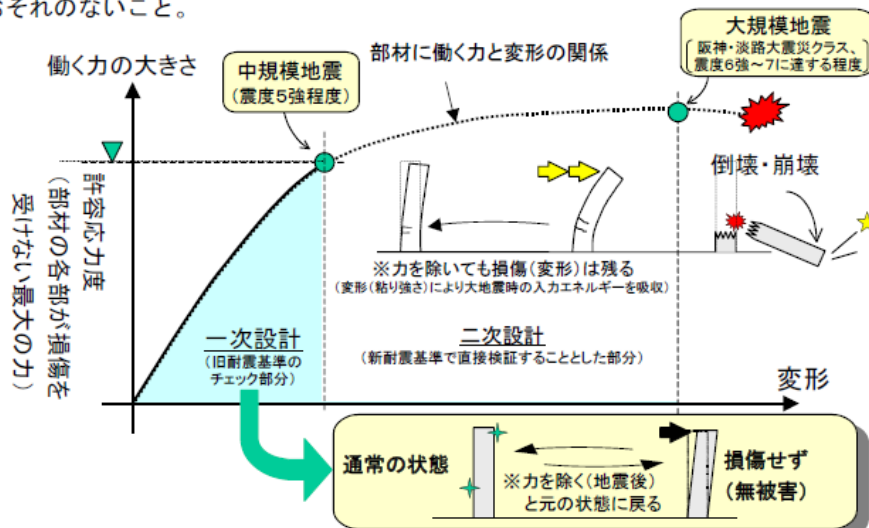 おそれのないこと。
働く力の大きさ
中規模地震
(震度5強程度)
部材に働く力と変形の関係
大規模地震
阪神・淡路大震災クラス、
震度6強~7に達する程度
許容応力度
(部材の各部が損傷を
受けない最大の力)
倒壊・崩壊
※力を除いても損傷(変形)は残る
(変形(粘り強さ)により大地震時の入力エネルギーを吸収)
一次設計
(旧耐震基準の
チェック部分)
二次設計
(新耐震基準で直接検証することとした部分)
変形
通常の状態
※力を除く(地震後)
と元の状態に戻る
損傷せず
(無被害)